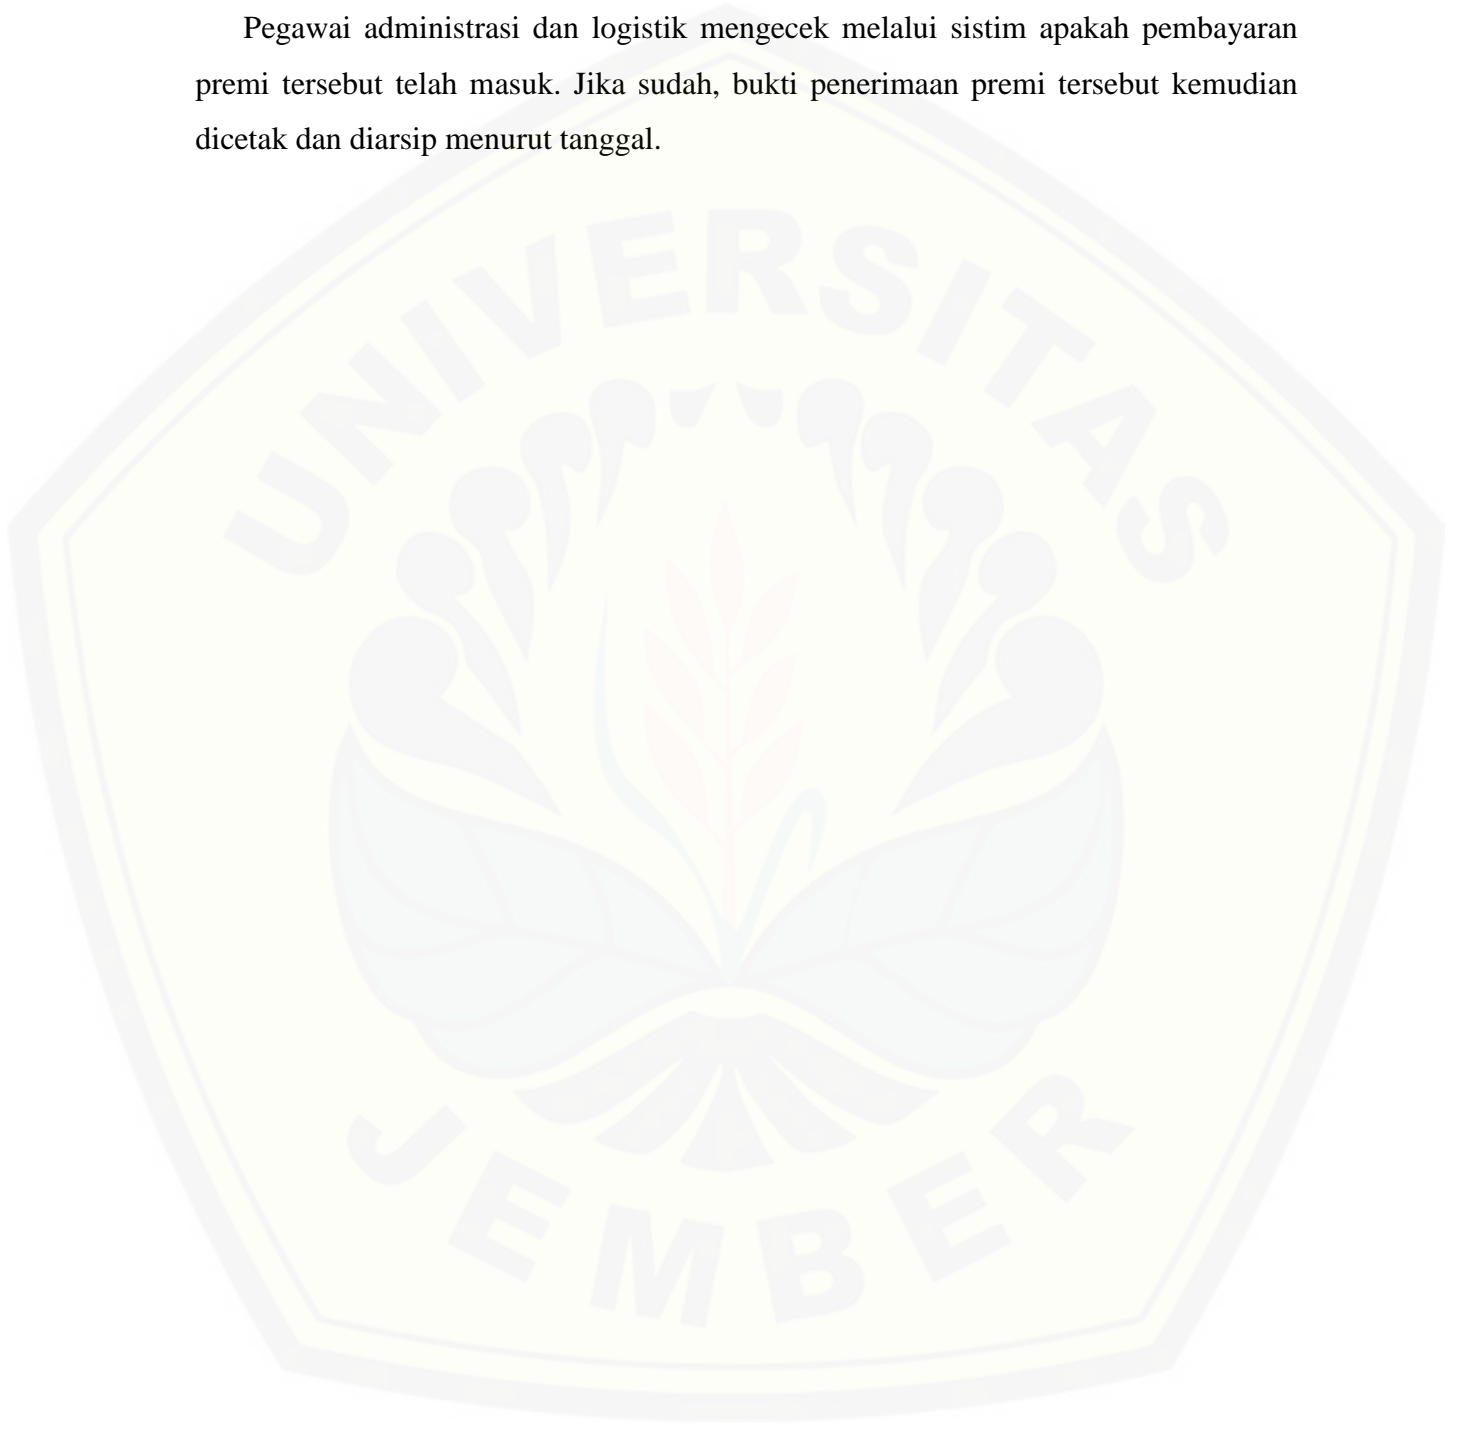 Pegawai administrasi dan logistik mengecek melalui sistim apakah pembayaran
premi tersebut telah masuk. Jika sudah, bukti penerimaan premi tersebut kemudian
dicetak dan diarsip menurut tanggal.
UNIVERSITAS
JEMBER